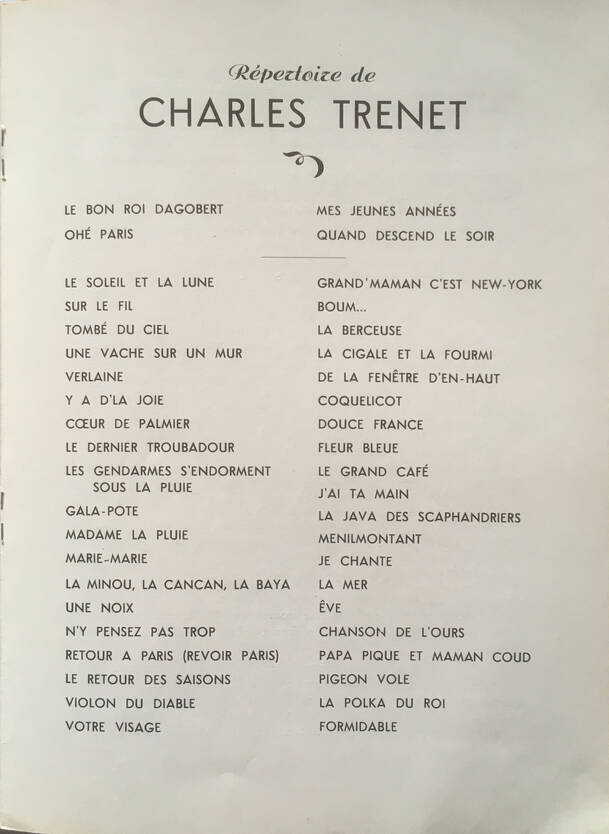 Répertoire de
CHARLES TRENET
LE BON ROI DAGOBERT
OHÉ PARIS
MES JEUNES ANNÉES
QUAND DESCEND LE SOIR
LE SOLEIL ET LA LUNE
SUR LE FIL
TOMBÉ DU CIEL
UNE VACHE SUR UN MUR
VERLAINE
Y A D'LA JOIE
CŒUR DE PALMIER
LE DERNIER TROUBADOUR
LES GENDARMES S'ENDORMENT
SOUS LA PLUIE
GALA-POTE
MADAME LA PLUIE
MARIE-MARIE
LA MINOU, LA CANCAN, LA BAYA
UNE NOIX
N'Y PENSEZ PAS TROP
RETOUR A PARIS (REVOIR PARIS)
LE RETOUR DES SAISONS
VIOLON DU DIABLE
VOTRE VISAGE
GRAND'MAMAN C'EST NEW-YORK
BOUM...
LA BERCEUSE
LA CIGALE ET LA FOURMI
DE LA FENÊTRE D'EN-HAUT
COQUELICOT
DOUCE FRANCE
FLEUR BLEUE
LE GRAND CAFÉ
J'AI TA MAIN
LA JAVA DES SCAPHANDRIERS
MENILMONTANT
JE CHANTE
LA MER
ÊVE
CHANSON DE L'OURS
PAPA PIQUE ET MAMAN COUD
PIGEON VOLE
LA POLKA DU ROI
FORMIDABLE